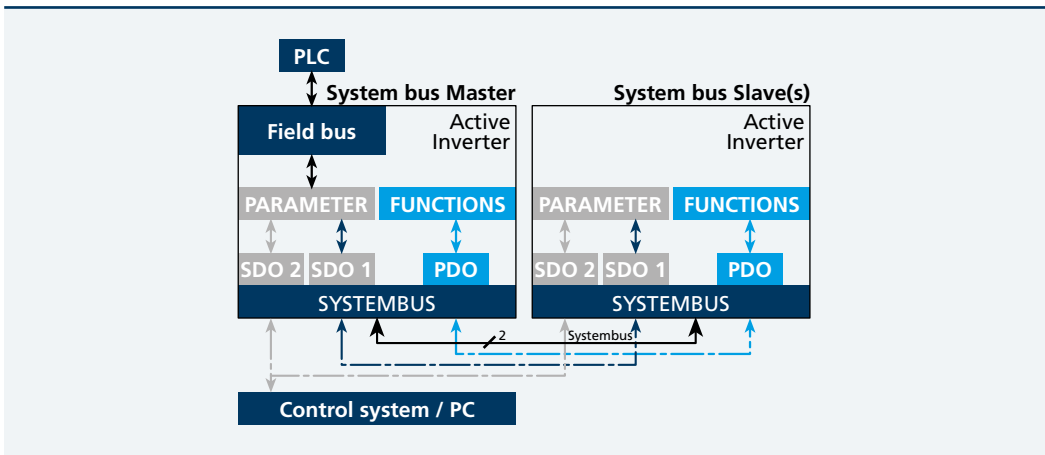 PLC
System bus Master
System bus Slave(s)
Field bus
Active
Inverter
Active
Inverter
PARAMETER
FUNCTIONS
PARAMETER
FUNCTIONS
SDO 2
SDO 1
PDO
SDO 2
SDO 1
PDO
SYSTEMBUS
SYSTEMBUS
2
Systembus
Control system / PC